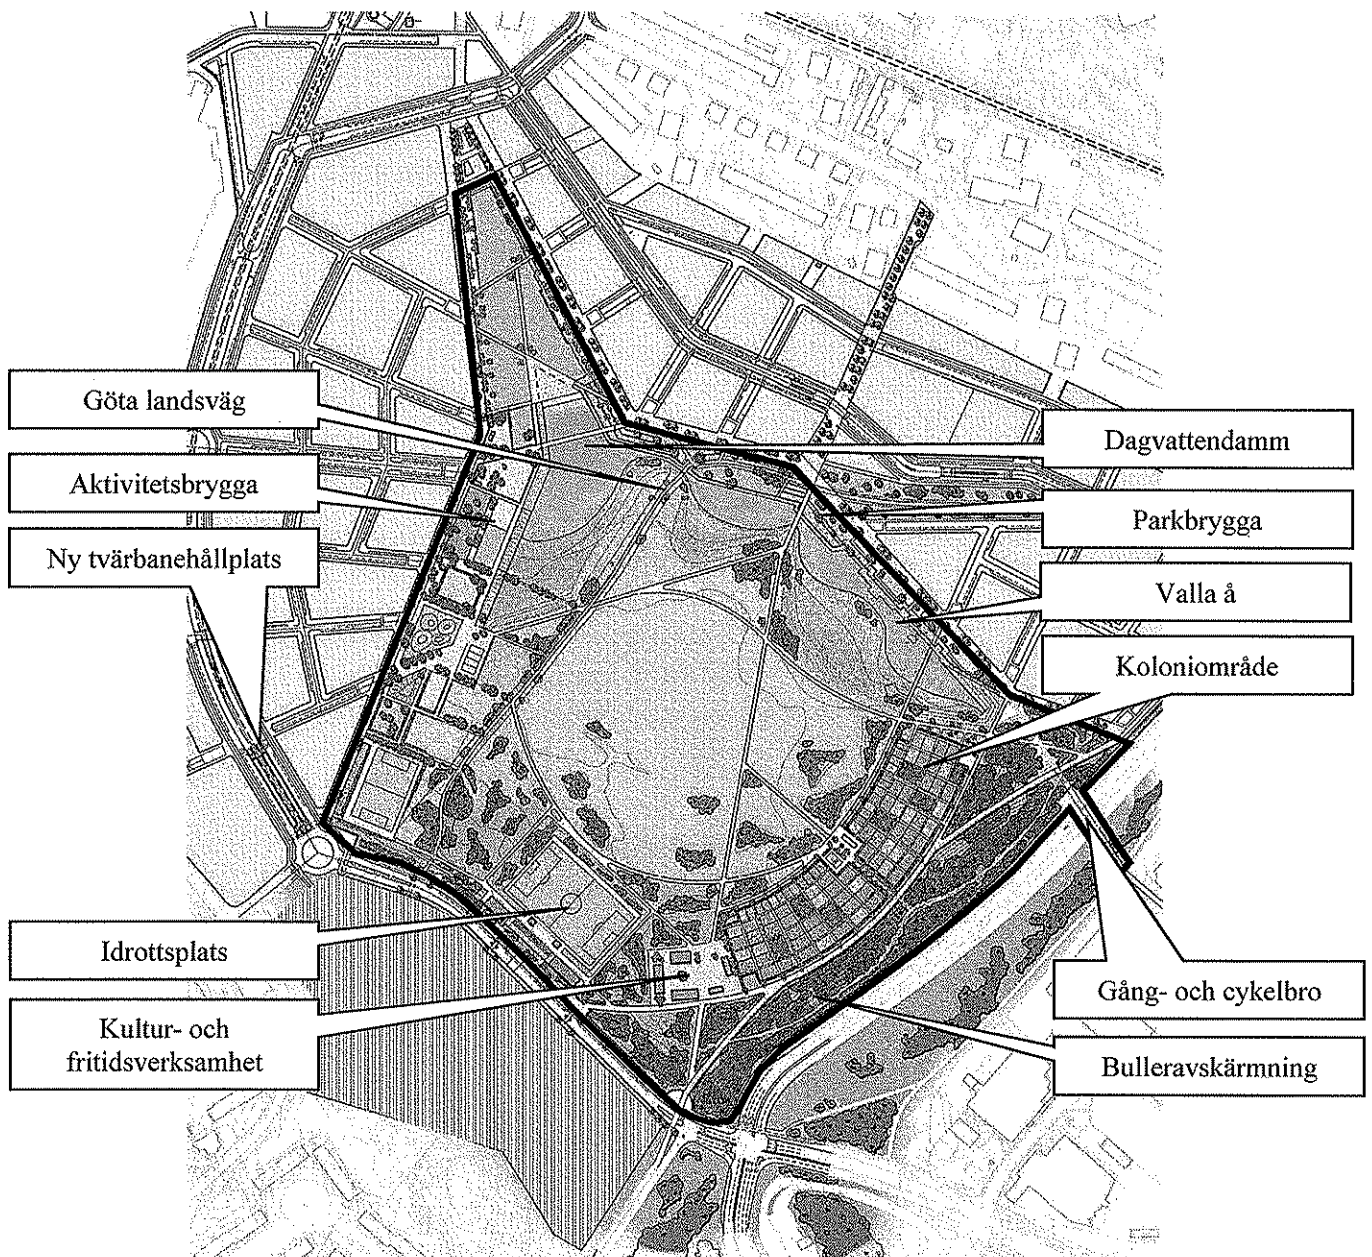 Göta landsväg
Aktivitetsbrygga
Ny tvärbanehållplats
Idrottsplats
Kultur- och
fritidsverksamhet
Dagvattendamm
Parkbrygga
Valla å
Koloniområde
Gång- och cykelbro
Bulleravskärmning